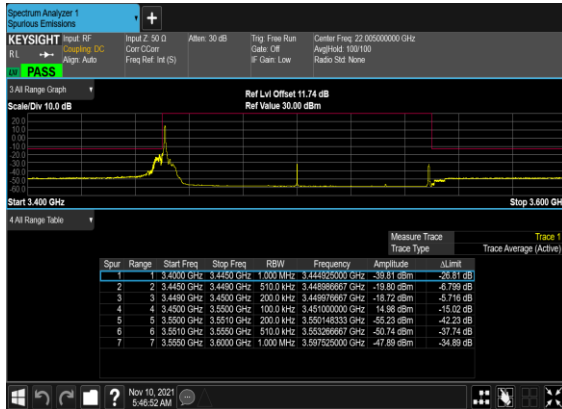 Spectrum Analyzer 1
Spurious Emissions
KEYSIGHT Input: RF Input Z: 50 Ω Atten: 30 dB Trig: Free Run Center Freq: 22.005000000 GHz
RL Coupling: DC Corr CCorr Gate: Off Avg|Hold: 100/100
Align: Auto Freq Ref: Int (S) IF Gain: Low Radio Std: None
PASS
3 All Range Graph
Ref Lvl Offset 11.74 dB
Scale/Div 10.0 dB Ref Value 30.00 dBm
20.0
10.0
0.00
-10.0
-20.0
-30.0
-40.0
-50.0
-60.0
Start 3.400 GHz Stop 3.600 GH
4 All Range Table
Measure Trace Trace 1
Trace Type Trace Average (Active)
Spur Range Start Freq Stop Freq RBW Frequency Amplitude ΔLimit
1 1 3.4000 GHz 3.4450 GHz 1.000 MHz 3.444925000 GHz -39.81 dBm -26.81 dB
2 2 3.4450 GHz 3.4490 GHz 510.0 kHz 3.448986667 GHz -19.80 dBm -6.799 dB
3 3 3.4490 GHz 3.4500 GHz 200.0 kHz 3.449976667 GHz -18.72 dBm -5.716 dB
4 4 3.4500 GHz 3.5500 GHz 100.0 kHz 3.451000000 GHz 14.98 dBm -15.02 dB
5 5 3.5500 GHz 3.5510 GHz 200.0 kHz 3.550148333 GHz -55.23 dBm -42.23 dB
6 6 3.5510 GHz 3.5550 GHz 510.0 kHz 3.553266667 GHz -50.74 dBm -37.74 dB
7 7 3.5550 GHz 3.6000 GHz 1.000 MHz 3.597525000 GHz -47.89 dBm -34.89 dB
Nov 10, 2021
5:46:52 AM